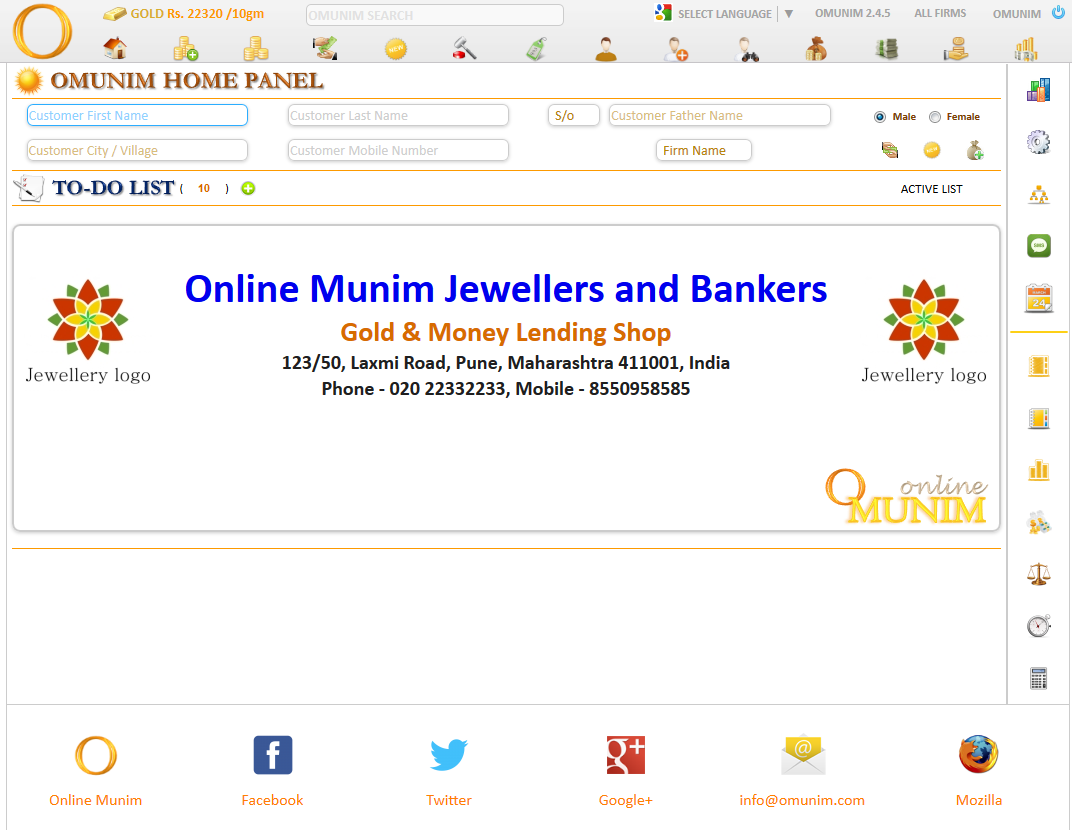 GOLD Rs. 22320 /10gm
OMUNIM SEARCH
SELECT LANGUAGE ▼
OMUNIM 2.4.5
ALL FIRMS
OMUNIM
NEW
OMUNIM HOME PANEL
Customer First Name
Customer Last Name
S/o
Customer Father Name
Male
Female
Customer City / Village
Customer Mobile Number
Firm Name
NEW
TO-DO LIST ( 10 )
ACTIVE LIST
SMS
24
Online Munim Jewellers and Bankers
Gold & Money Lending Shop
123/50, Laxmi Road, Pune, Maharashtra 411001, India
Phone - 020 22332233, Mobile - 8550958585
Jewellery logo
Jewellery logo
online
MUNIM
Online Munim
Facebook
Twitter
Google+
info@omunim.com
Mozilla